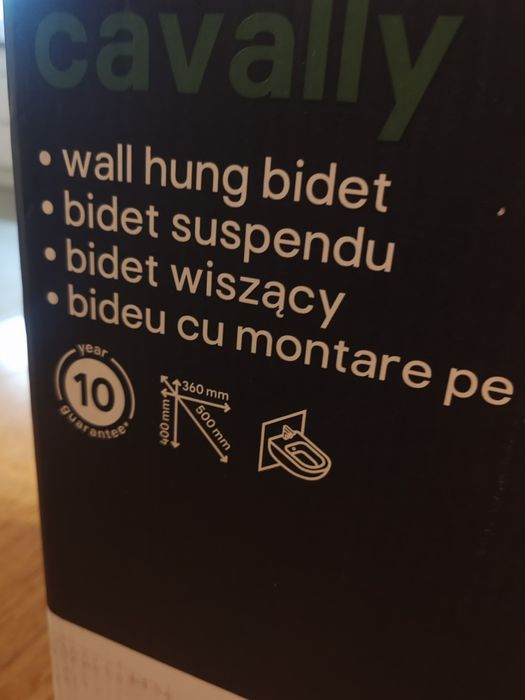 cavally
• wall hung bidet
• bidet suspendu
• bidet wiszący
• bideu cu montare pe
year
10
guarantee*
360 mm
500 mm
400 mm